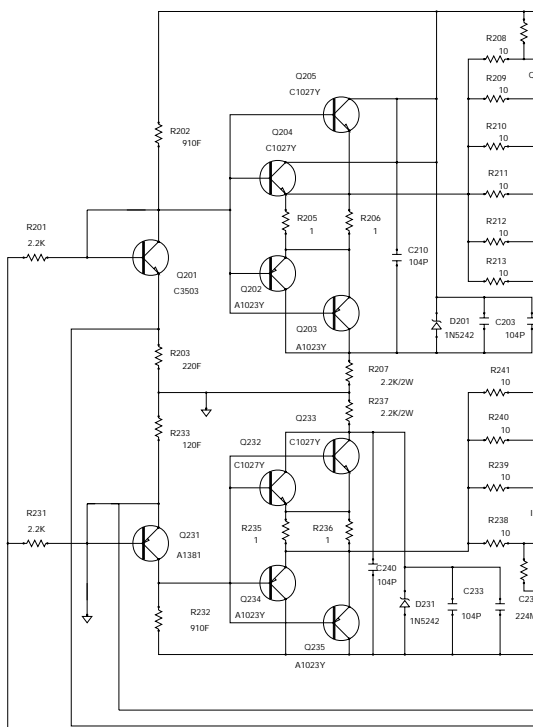 R208
10
Q205
C1027Y
R209
10
R202
910F
Q204
C1027Y
R210
10
R211
10
R201
2.2K
R205
1
R206
1
R212
10
C210
104P
R213
10
Q201
C3503
Q202
A1023Y
Q203
A1023Y
D201
1N5242
C203
104P
R203
220F
R207
2.2K/2W
R241
10
R237
2.2K/2W
R233
120F
Q232
C1027Y
Q233
C1027Y
R240
10
R239
10
R231
2.2K
Q231
A1381
R235
1
R236
1
R238
10
C240
104P
Q234
A1023Y
R232
910F
D231
1N5242
C233
104P
224M
Q235
A1023Y